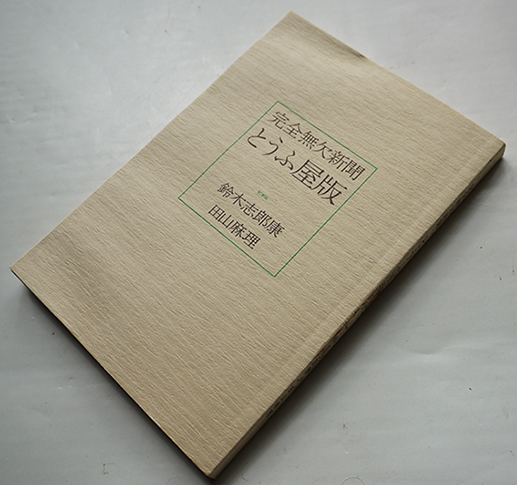 完全無欠新聞
とうふ屋版
鈴木志郎康
田山麻理